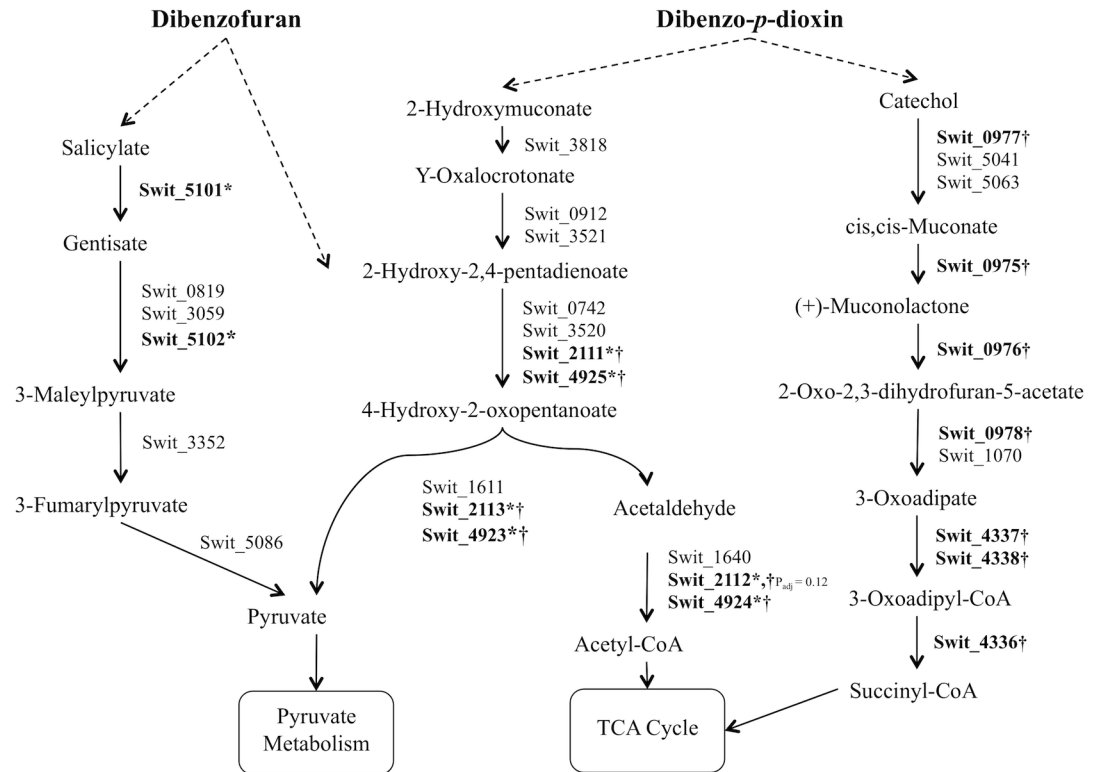 Dibenzofuran
Dibenzo-p-dioxin
Salicylate
Swit_5101*
Gentisate
Swit_0819
Swit_3059
Swit_5102*
3-Maleylpyruvate
Swit_3352
3-Fumarylpyruvate
Swit_5086
2-Hydroxymuconate
Swit_3818
Y-Oxalocrotonate
Swit_0912
Swit_3521
2-Hydroxy-2,4-pentadienoate
Swit_0742
Swit_3520
Swit_2111*†
Swit_4925*†
4-Hydroxy-2-oxopentanoate
Swit_1611
Swit_2113*†
Swit_4923*†
Pyruvate
Pyruvate
Metabolism
Acetaldehyde
Swit_1640
Swit_2112*,†Padj = 0.12
Swit_4924*†
Acetyl-CoA
TCA Cycle
Catechol
Swit_0977†
Swit_5041
Swit_5063
cis,cis-Muconate
Swit_0975†
(+)-Muconolactone
Swit_0976†
2-Oxo-2,3-dihydrofuran-5-acetate
Swit_0978†
Swit_1070
3-Oxoadipate
Swit_4337†
Swit_4338†
3-Oxoadipyl-CoA
Swit_4336†
Succinyl-CoA